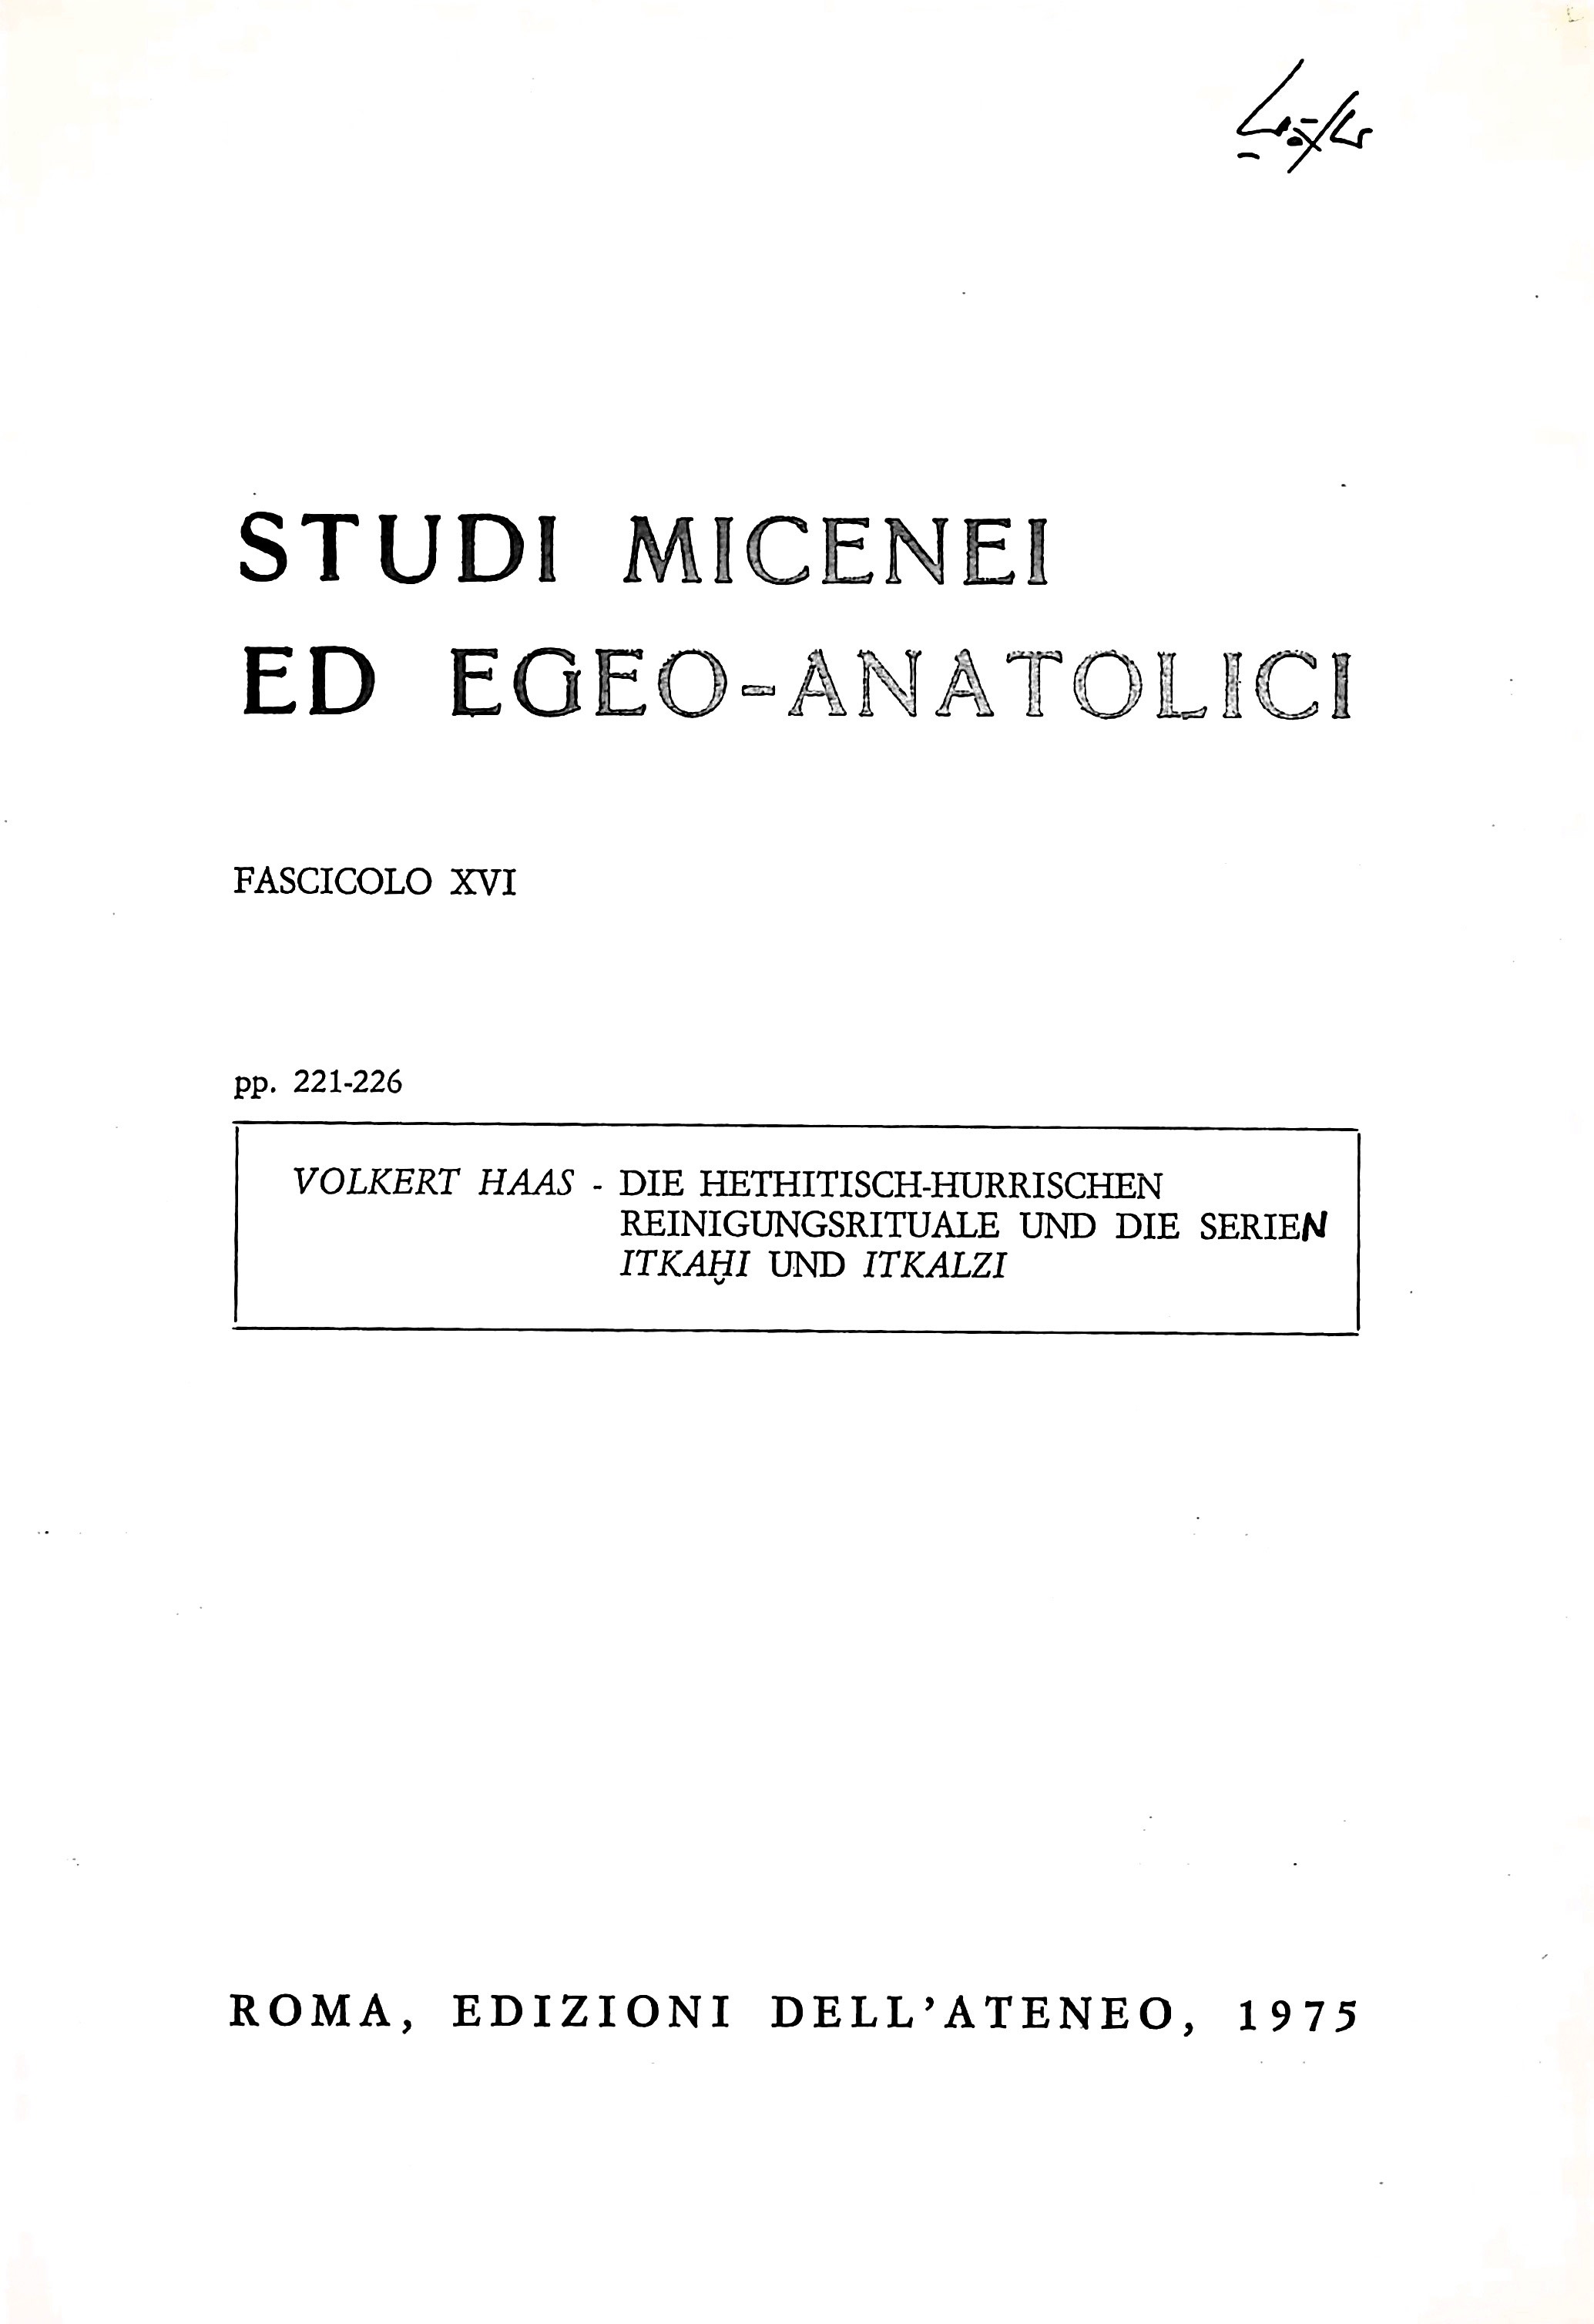 STUDI MICENEI
ED EGEO-ANATOLICI
FASCICOLO XVI
pp. 221-226
VOLKERT HAAS - DIE HETHITISCH-HURRISCHEN
REINIGUNGSRITUALE UND DIE SERIEN
ITKAḪI UND ITKALZI
ROMA, EDIZIONI DELL’ATENEO, 1975